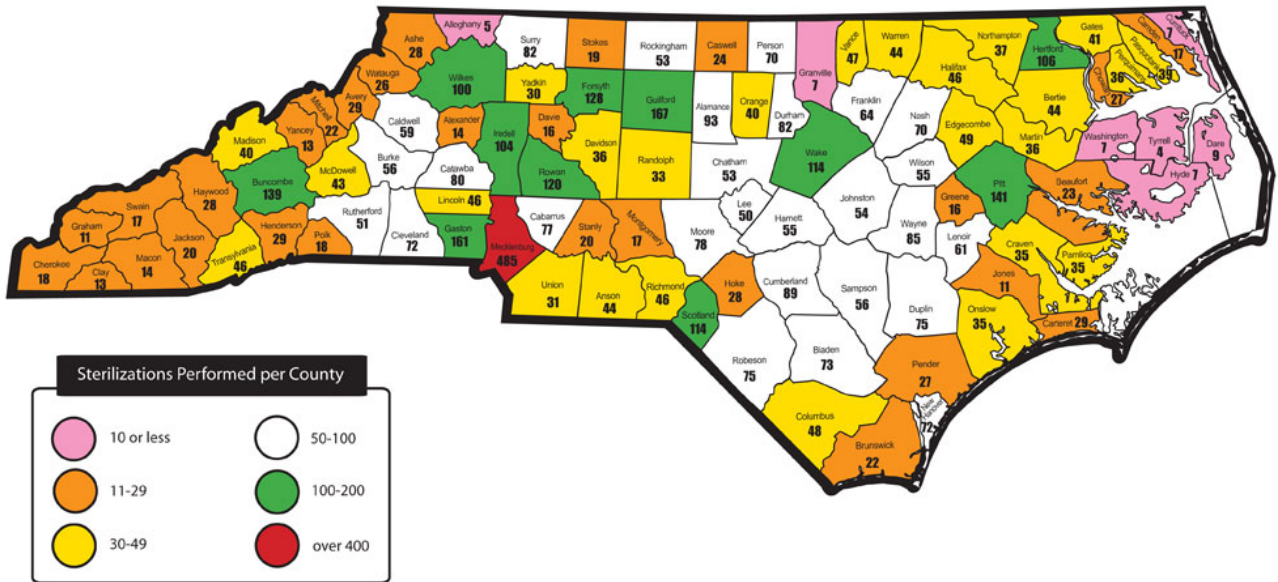 Alleghany 5
Ashe
28
Surry
82
Stokes
19
Rockingham
53
Caswell
24
Person
70
Granville
7
Vance
47
Warren
44
Northampton
37
Hertford
106
Gates
41
Camden
17
Currituck
7
Pasquotank
39
Perquimans
36
Chowan
27
Watauga
26
Wilkes
100
Yadkin
30
Forsyth
128
Guilford
167
Alamance
93
Orange
40
Durham
82
Franklin
64
Halifax
46
Bertie
44
Avery
29
Mitchell
22
Yancey
13
Madison
40
Caldwell
59
Alexander
14
Iredell
104
Davie
16
Davidson
36
Randolph
33
Chatham
53
Wake
114
Nash
70
Edgecombe
49
Martin
36
Washington
7
Tyrrell
4
Dare
9
Hyde 7
McDowell
43
Burke
56
Catawba
80
Rowan
120
Wilson
55
Pitt
141
Beaufort
23
Buncombe
139
Haywood
28
Swain
17
Graham
11
Cherokee
18
Clay
13
Macon
14
Jackson
20
Transylvania
46
Henderson
29
Polk
18
Rutherford
51
Cleveland
72
Lincoln 46
Gaston
161
Mecklenburg
485
Cabarrus
77
Stanly
20
Montgomery
17
Moore
78
Lee
50
Harnett
55
Johnston
54
Wayne
85
Greene
16
Lenoir
61
Craven
35
Pamlico
35
Jones
11
Carteret 29
Onslow
35
Union
31
Anson
44
Richmond
46
Scotland
114
Hoke
28
Cumberland
89
Sampson
56
Duplin
75
Robeson
75
Bladen
73
Pender
27
New Hanover
72
Columbus
48
Brunswick
22
Sterilizations Performed per County
10 or less
11-29
30-49
50-100
100-200
over 400